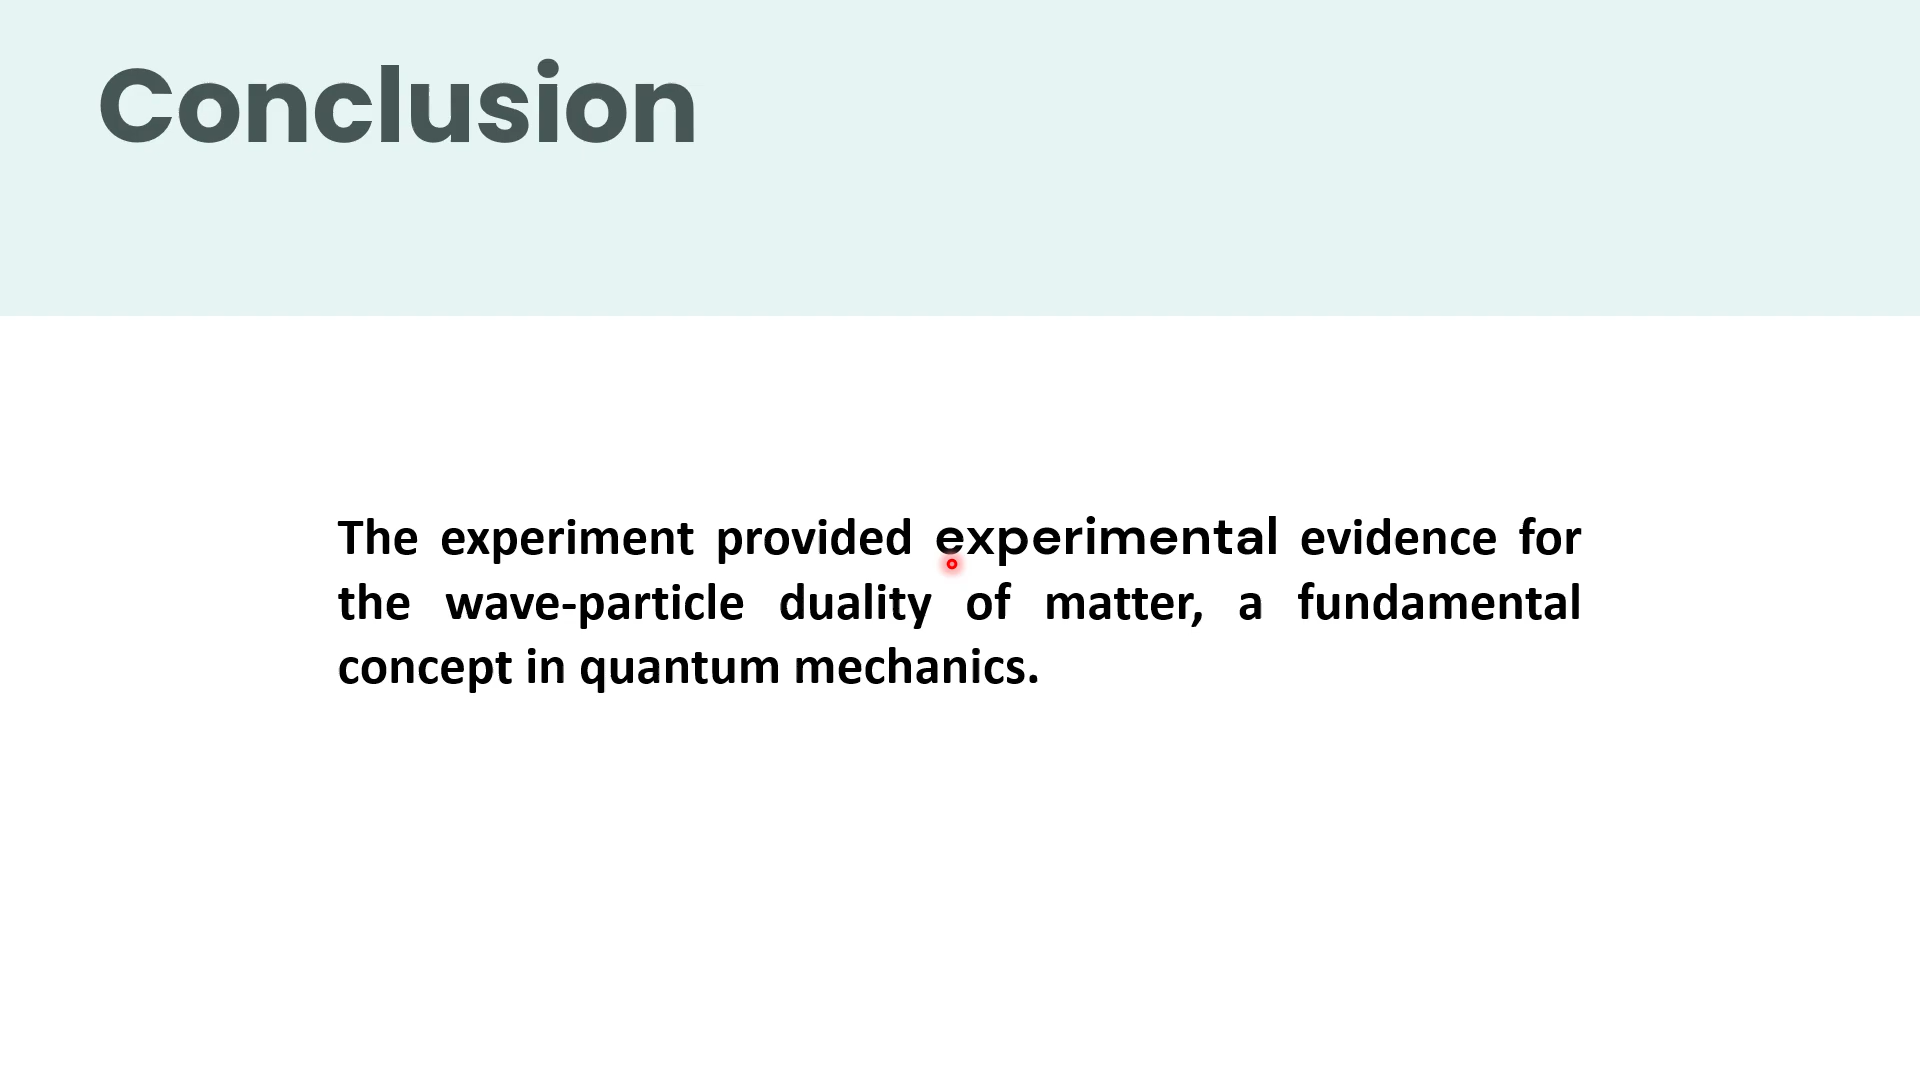 Conclusion
The experiment provided experimental evidence for
the wave-particle duality of matter, a fundamental
concept in quantum mechanics.